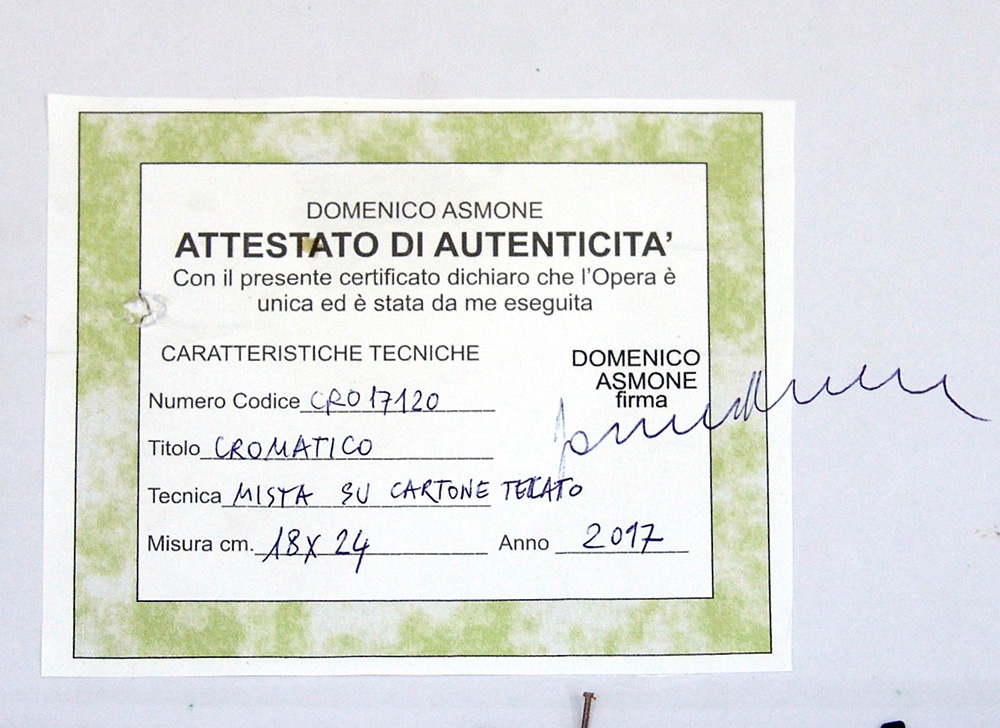 DOMENICO ASMONE
ATTESTATO DI AUTENTICITA'
Con il presente certificato dichiaro che l'Opera è
unica ed è stata da me eseguita
CARATTERISTICHE TECNICHE
DOMENICO
ASMONE
firma
Numero Codice CRO17120
Titolo CROMATICO
Tecnica MISTA SU CARTONE TELATO
Misura cm. 18X24 Anno 2017